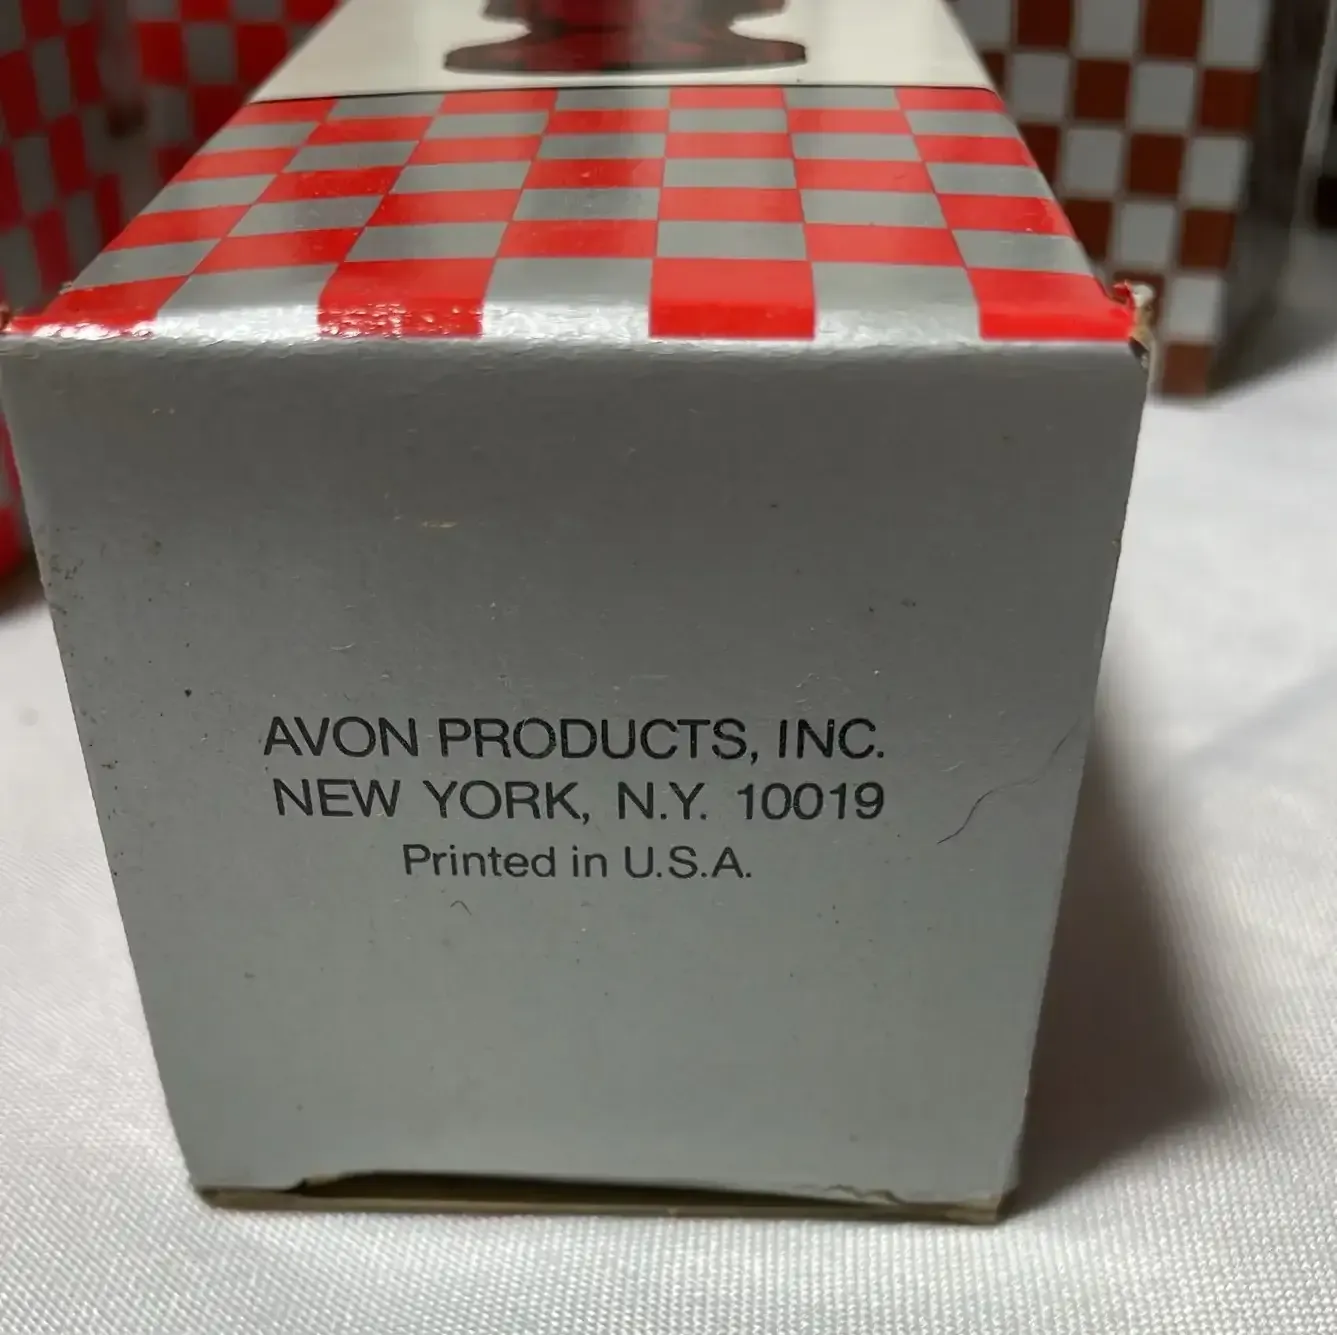 AVON PRODUCTS, INC.
NEW YORK, N.Y. 10019
Printed in U.S.A.